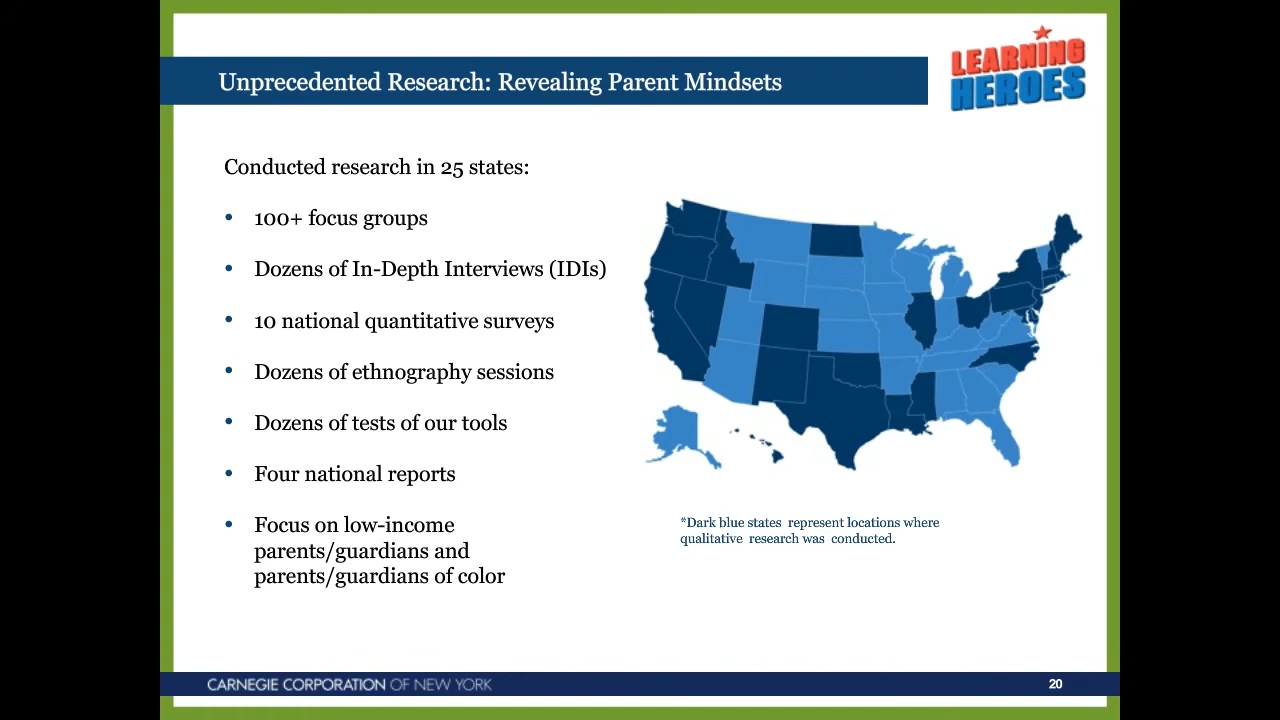 LEARNING
HEROES
Unprecedented Research: Revealing Parent Mindsets
Conducted research in 25 states:
• 100+ focus groups
• Dozens of In-Depth Interviews (IDIs)
• 10 national quantitative surveys
• Dozens of ethnography sessions
• Dozens of tests of our tools
• Four national reports
• Focus on low-income
parents/guardians and
parents/guardians of color
*Dark blue states represent locations where
qualitative research was conducted.
CARNEGIE CORPORATION OF NEW YORK
20